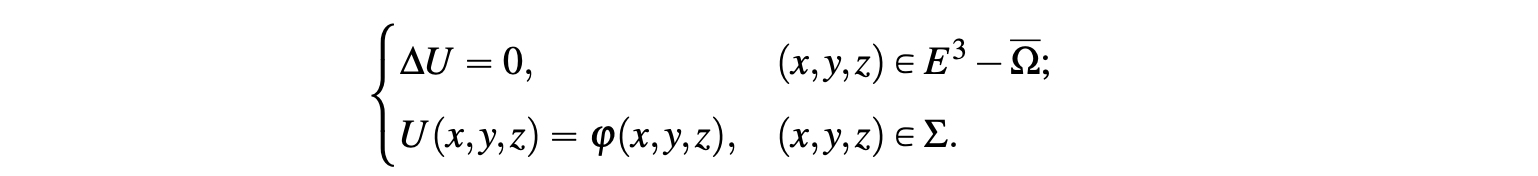 ΔU = 0, (x,y,z) ∈ E³ − Ω̅;
U(x,y,z) = φ(x,y,z), (x,y,z) ∈ Σ.